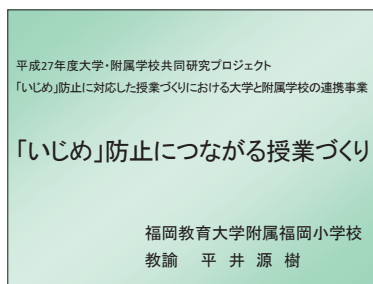 平成27年度大学・附属学校共同研究プロジェクト
「いじめ」防止に対応した授業づくりにおける大学と附属学校の連携事業
「いじめ」防止につながる授業づくり
福岡教育大学附属福岡小学校
教諭　平　井　源　樹